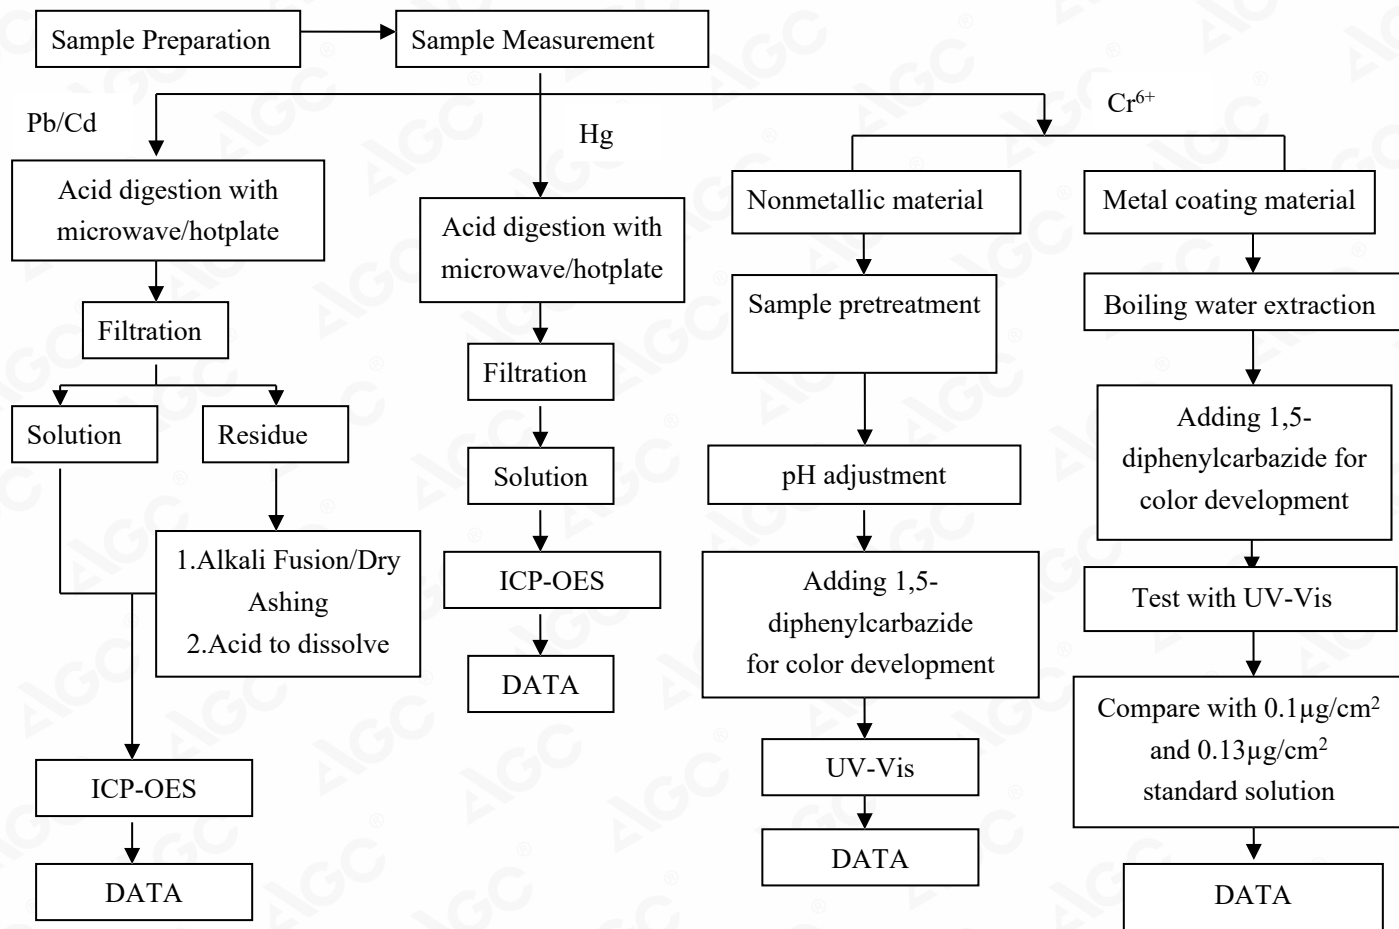 Sample Preparation
Sample Measurement
Pb/Cd
Hg
Cr⁶⁺
Acid digestion with
microwave/hotplate
Filtration
Solution
Residue
1.Alkali Fusion/Dry
Ashing
2.Acid to dissolve
ICP-OES
DATA
Acid digestion with
microwave/hotplate
Filtration
Solution
ICP-OES
DATA
Nonmetallic material
Sample pretreatment
pH adjustment
Adding 1,5-
diphenylcarbazide
for color development
UV-Vis
DATA
Metal coating material
Boiling water extraction
Adding 1,5-
diphenylcarbazide for
color development
Test with UV-Vis
Compare with 0.1µg/cm²
and 0.13µg/cm²
standard solution
DATA
AGC®